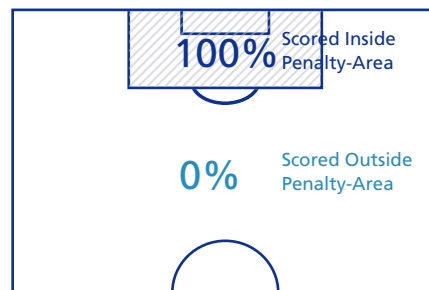 100% Scored Inside
Penalty-Area
0% Scored Outside
Penalty-Area